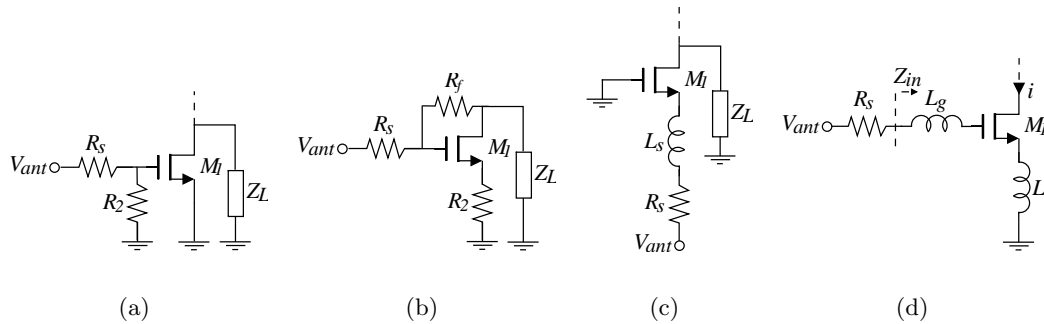 V_ant R_s R_2 M_1 Z_L
(a)
V_ant R_s R_f R_2 M_1 Z_L
(b)
M_1 L_s R_s V_ant Z_L
(c)
V_ant R_s Z_in L_g i M_1 L
(d)